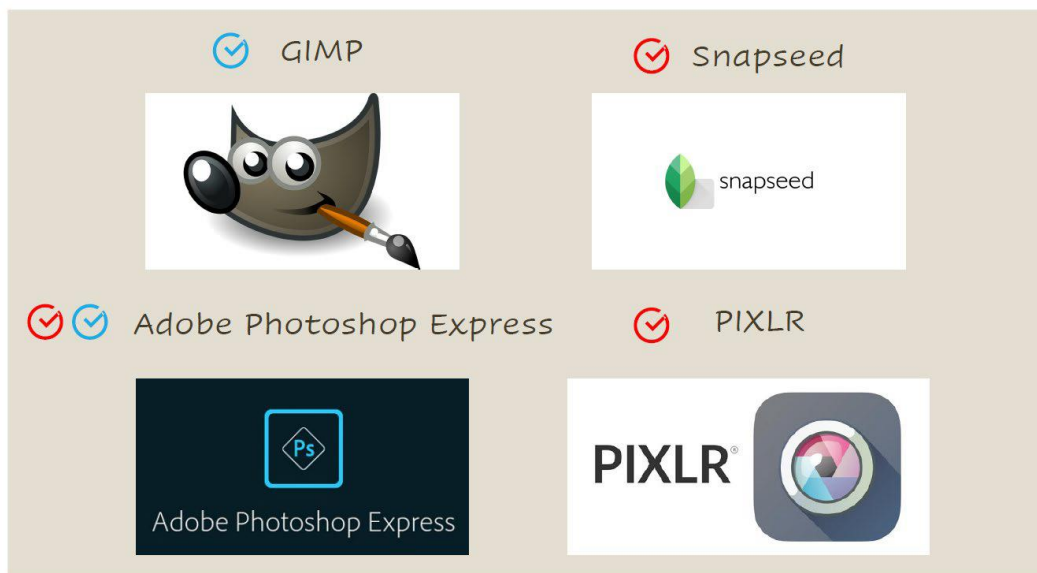 GIMP
Snapseed
snapseed
Adobe Photoshop Express
PIXLR
Ps
Adobe Photoshop Express
PIXLR®